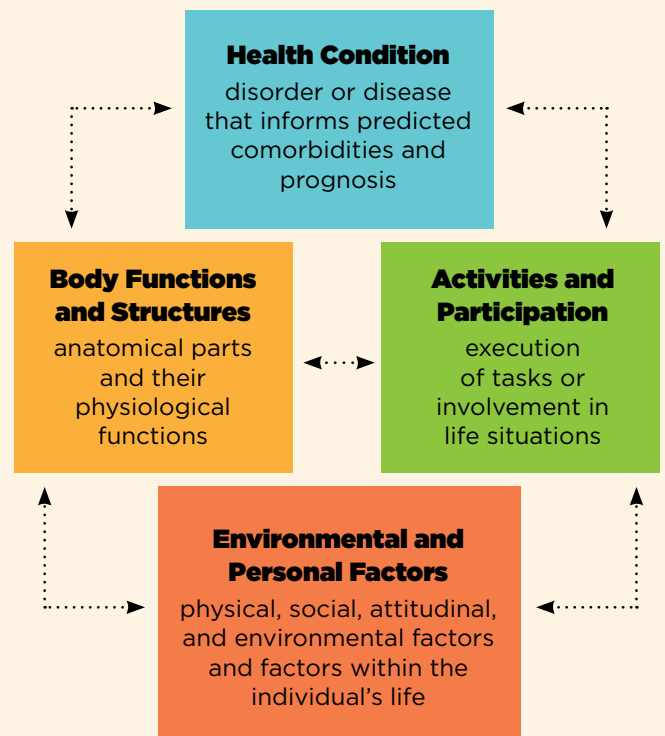 Health Condition
disorder or disease
that informs predicted
comorbidities and
prognosis
Body Functions
and Structures
anatomical parts
and their
physiological
functions
Activities and
Participation
execution
of tasks or
involvement in
life situations
Environmental and
Personal Factors
physical, social, attitudinal,
and environmental factors
and factors within the
individual’s life